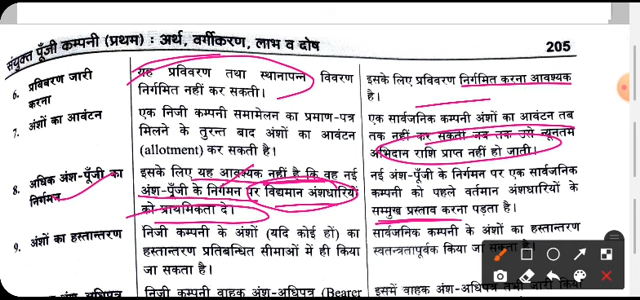 संयुक्त पूँजी कम्पनी (प्रथम) : अर्थ, वर्गीकरण, लाभ व दोष 205
6. प्रविवरण जारी करना
यह प्रविवरण तथा स्थानापन्न विवरण
निर्गमित नहीं कर सकती।
इसके लिए प्रविवरण निर्गमित करना आवश्यक
है।
7. अंशों का आवंटन
एक निजी कम्पनी समामेलन का प्रमाण-पत्र
मिलने के तुरन्त बाद अंशों का आवंटन
(allotment) कर सकती है।
एक सार्वजनिक कम्पनी अंशों का आवंटन तब
तक नहीं कर सकती जब तक उसे न्यूनतम
अभिदान राशि प्राप्त नहीं हो जाती।
8. अधिक अंश-पूँजी का
निर्गमन
इसके लिए यह आवश्यक नहीं है कि वह नई
अंश-पूँजी के निर्गमन पर विद्यमान अंशधारियों
को प्राथमिकता दे।
नई अंश-पूँजी के निर्गमन पर एक सार्वजनिक
कम्पनी को पहले वर्तमान अंशधारियों के
सम्मुख प्रस्ताव करना पड़ता है।
9. अंशों का हस्तान्तरण
निजी कम्पनी के अंशों (यदि कोई हों) का
हस्तान्तरण प्रतिबन्धित सीमाओं में ही किया
जा सकता है।
सार्वजनिक कम्पनी के अंशों का हस्तान्तरण
स्वतन्त्रतापूर्वक किया जा सकता है।
अंश-अधिपत्र
निजी कम्पनी वाहक अंश-अधिपत्र (Bearer
इसमें वाहक अंश-अधिपत्र भी जारी किये